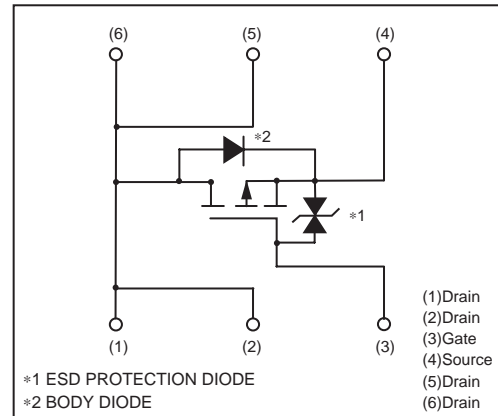 (6) (5) (4)
∗2
∗1
(1) (2) (3)
(1)Drain
(2)Drain
(3)Gate
(4)Source
(5)Drain
(6)Drain
∗1 ESD PROTECTION DIODE
∗2 BODY DIODE